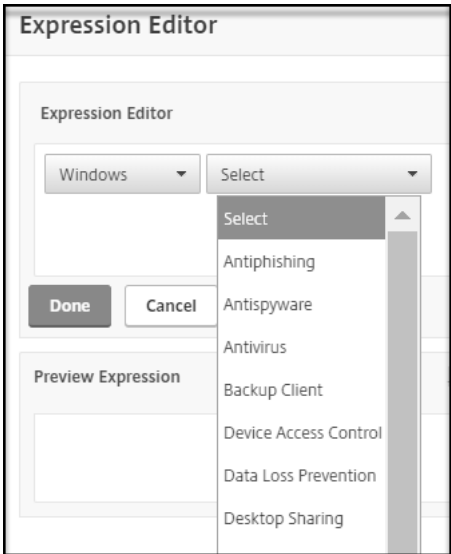 Expression Editor
Expression Editor
Windows Select
Select
Antiphishing
Antispyware
Done Cancel
Antivirus
Preview Expression
Backup Client
Device Access Control
Data Loss Prevention
Desktop Sharing